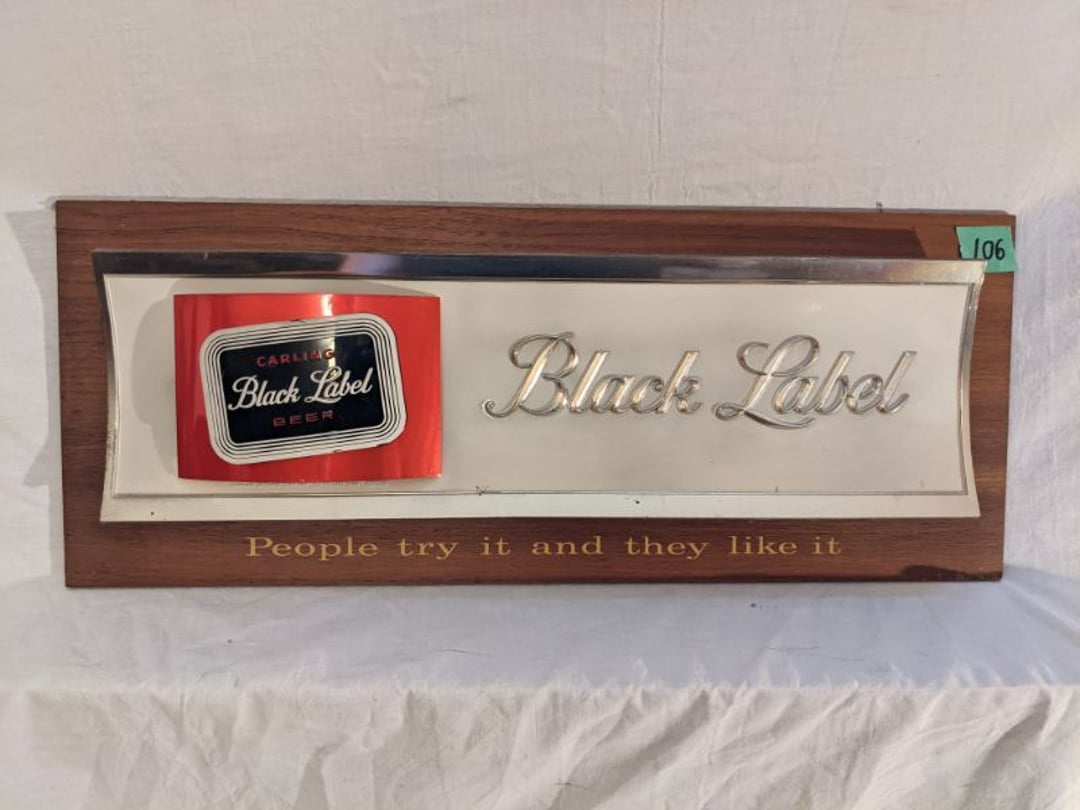 106
CARLING
Black Label
BEER
Black Label
People try it and they like it